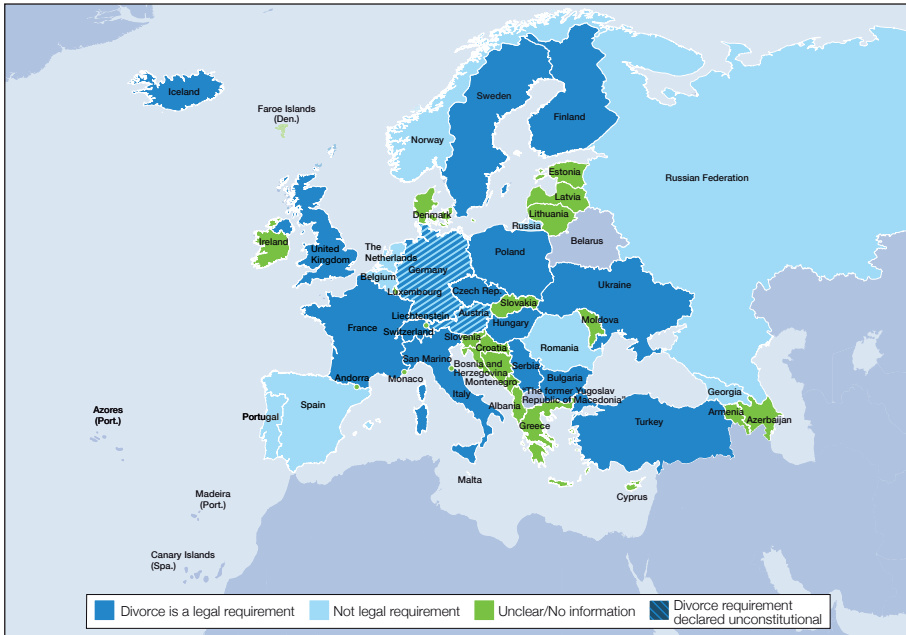 Iceland
Faroe Islands
(Den.)
Sweden
Finland
Norway
Russian Federation
Estonia
Latvia
Lithuania
Denmark
Russia
Belarus
Ireland
United
Kingdom
The
Netherlands
Belgium
Germany
Poland
Luxembourg
Czech Rep.
Ukraine
Slovakia
Liechtenstein
Austria
Moldova
France
Switzerland
Hungary
Slovenia
Croatia
Romania
San Marino
Bosnia and
Herzegovina
Serbia
Andorra
Monaco
Montenegro
Italy
Bulgaria
"The former Yugoslav
Republic of Macedonia"
Georgia
Azores
(Port.)
Portugal
Spain
Albania
Greece
Turkey
Armenia
Azerbaijan
Malta
Cyprus
Madeira
(Port.)
Canary Islands
(Spa.)
Divorce is a legal requirement
Not legal requirement
Unclear/No information
Divorce requirement
declared unconstitutional